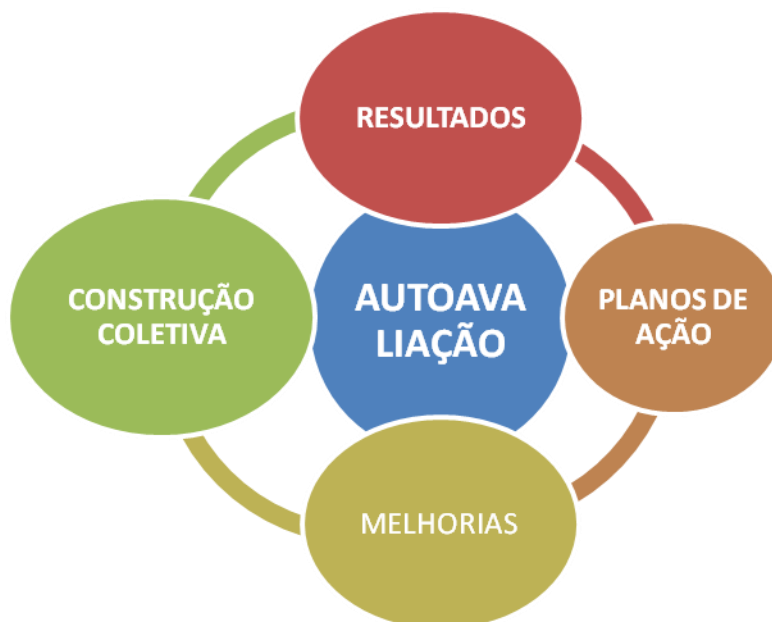 RESULTADOS
CONSTRUÇÃO
COLETIVA
AUTOAVA
LIAÇÃO
PLANOS DE
AÇÃO
MELHORIAS